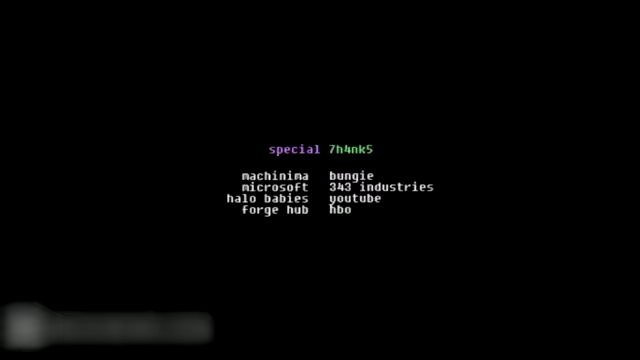 special 7h4nk5
machinima bungie
microsoft 343 industries
halo babies youtube
forge hub hbo